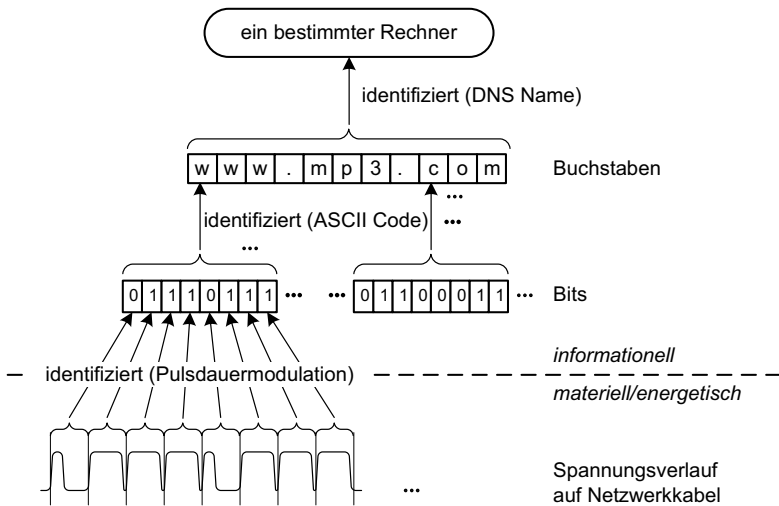 ein bestimmter Rechner
identifiziert (DNS Name)
w w w . m p 3 . c o m Buchstaben
...
identifiziert (ASCII Code) ...
...
0 1 1 1 0 1 1 1 ... ... 0 1 1 0 0 0 1 1 ... Bits
informationell
identifiziert (Pulsdauermodulation)
materiell/energetisch
Spannungsverlauf
... auf Netzwerkkabel